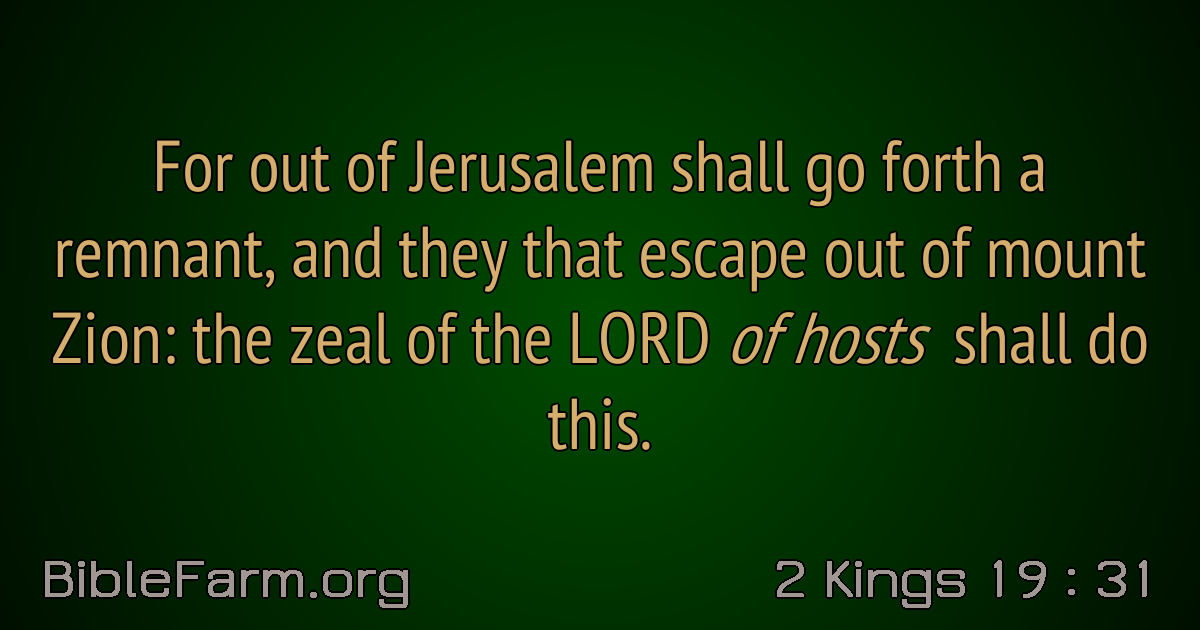 For out of Jerusalem shall go forth a
remnant, and they that escape out of mount
Zion: the zeal of the LORD of hosts shall do
this.
BibleFarm.org
2 Kings 19 : 31